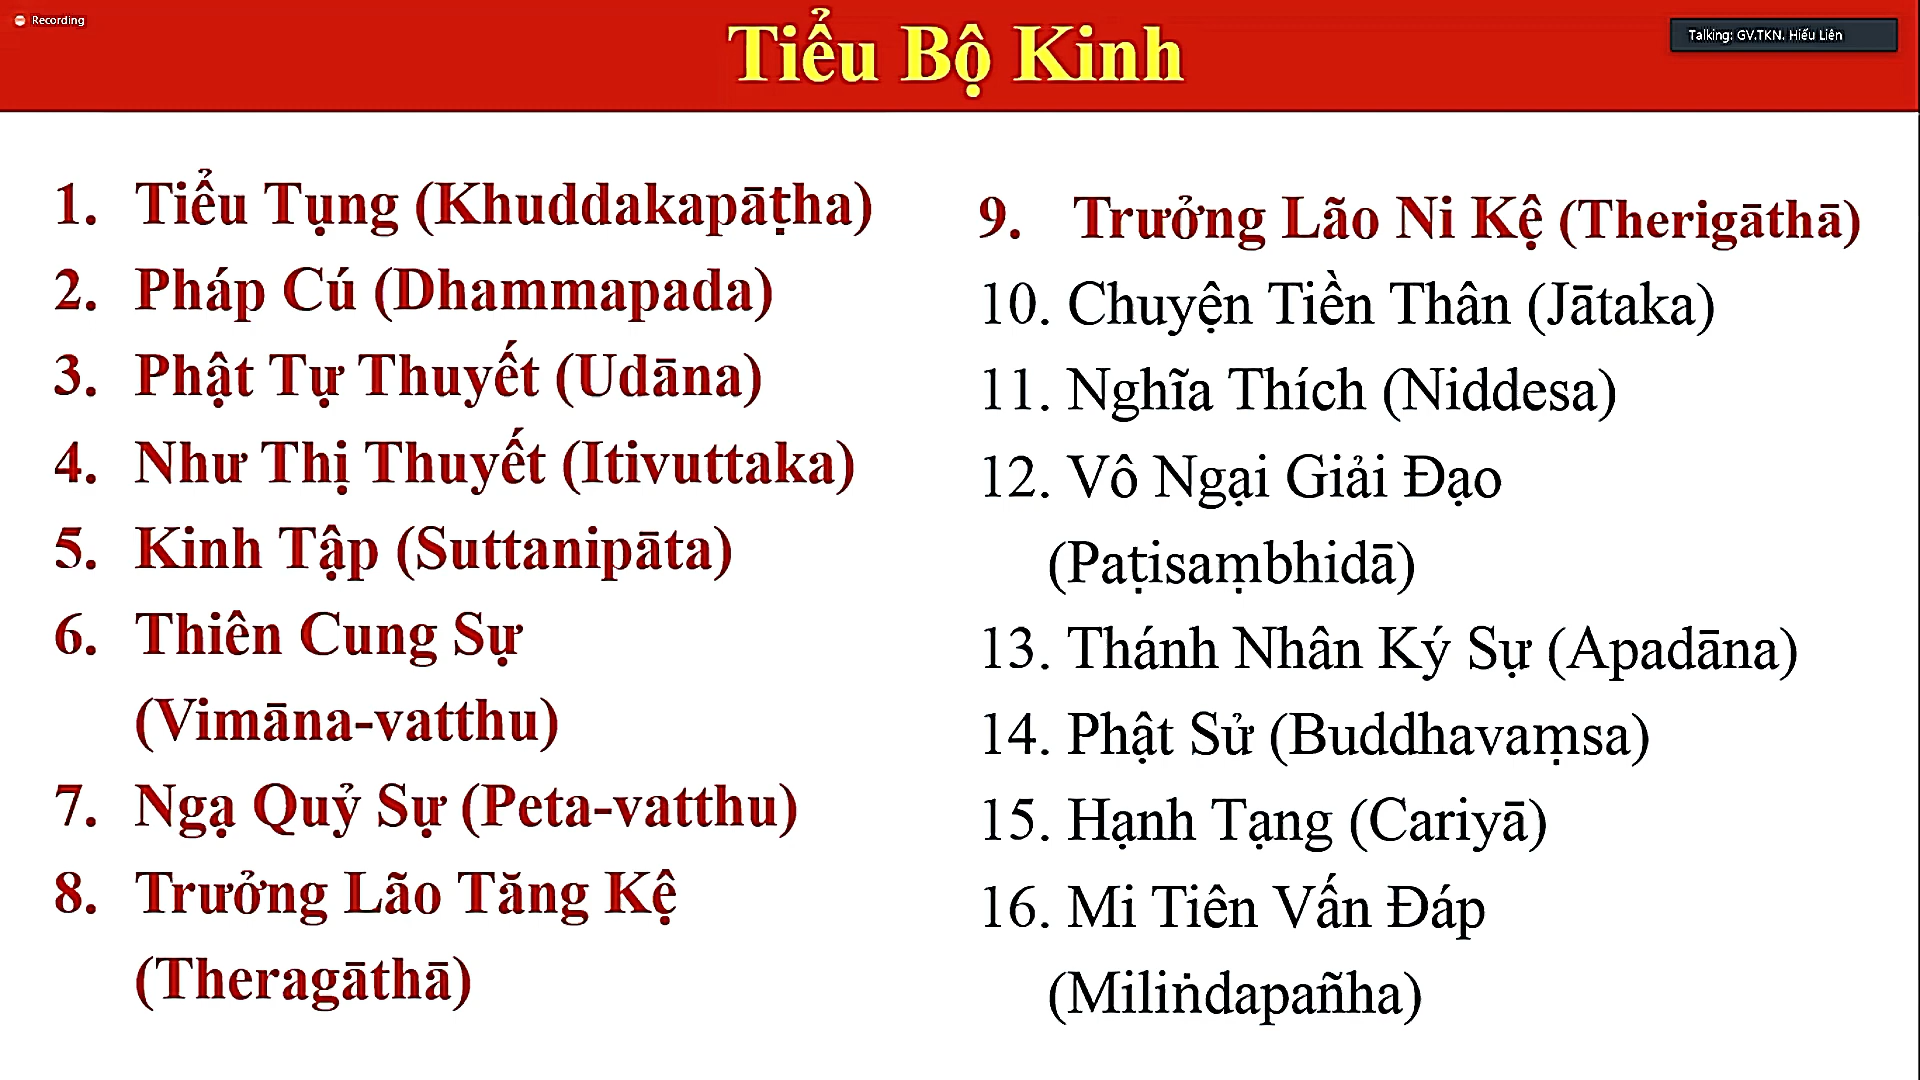 Recording
Tiểu Bộ Kinh
Talking: GV.TKN. Hiếu Liên
1. Tiểu Tụng (Khuddakapāṭha)
2. Pháp Cú (Dhammapada)
3. Phật Tự Thuyết (Udāna)
4. Như Thị Thuyết (Itivuttaka)
5. Kinh Tập (Suttanipāta)
6. Thiên Cung Sự
(Vimāna-vatthu)
7. Ngạ Quỷ Sự (Peta-vatthu)
8. Trưởng Lão Tăng Kệ
(Theragāthā)
9. Trưởng Lão Ni Kệ (Therigāthā)
10. Chuyện Tiền Thân (Jātaka)
11. Nghĩa Thích (Niddesa)
12. Vô Ngại Giải Đạo
(Paṭisaṃbhidā)
13. Thánh Nhân Ký Sự (Apadāna)
14. Phật Sử (Buddhavaṃsa)
15. Hạnh Tạng (Cariyā)
16. Mi Tiên Vấn Đáp
(Miliṅdapañha)